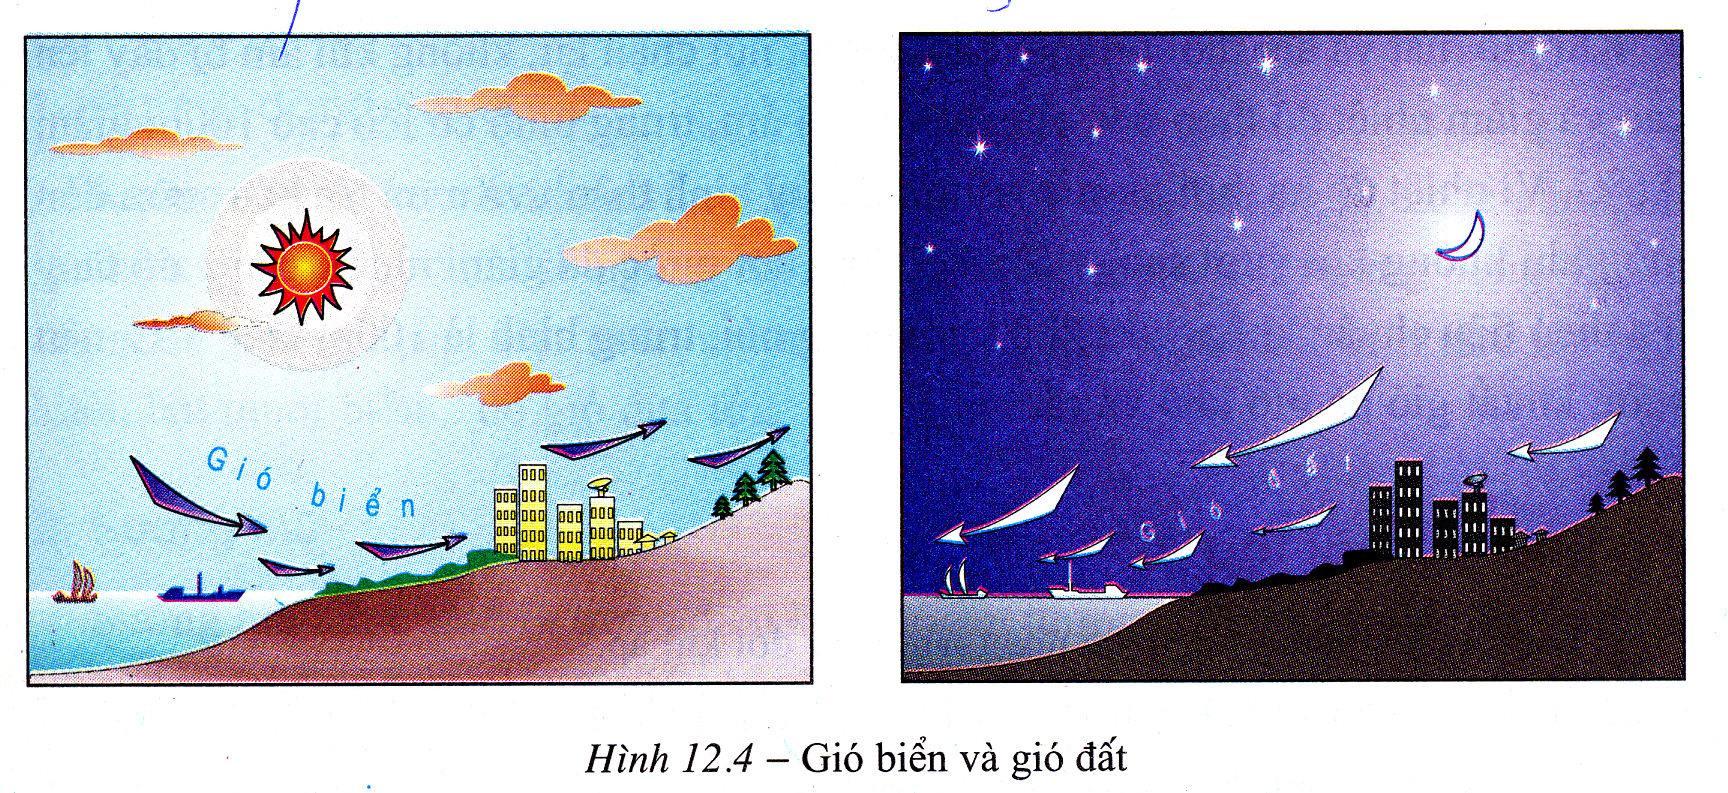 Gió biển
Gió đất
Hình 12.4 – Gió biển và gió đất